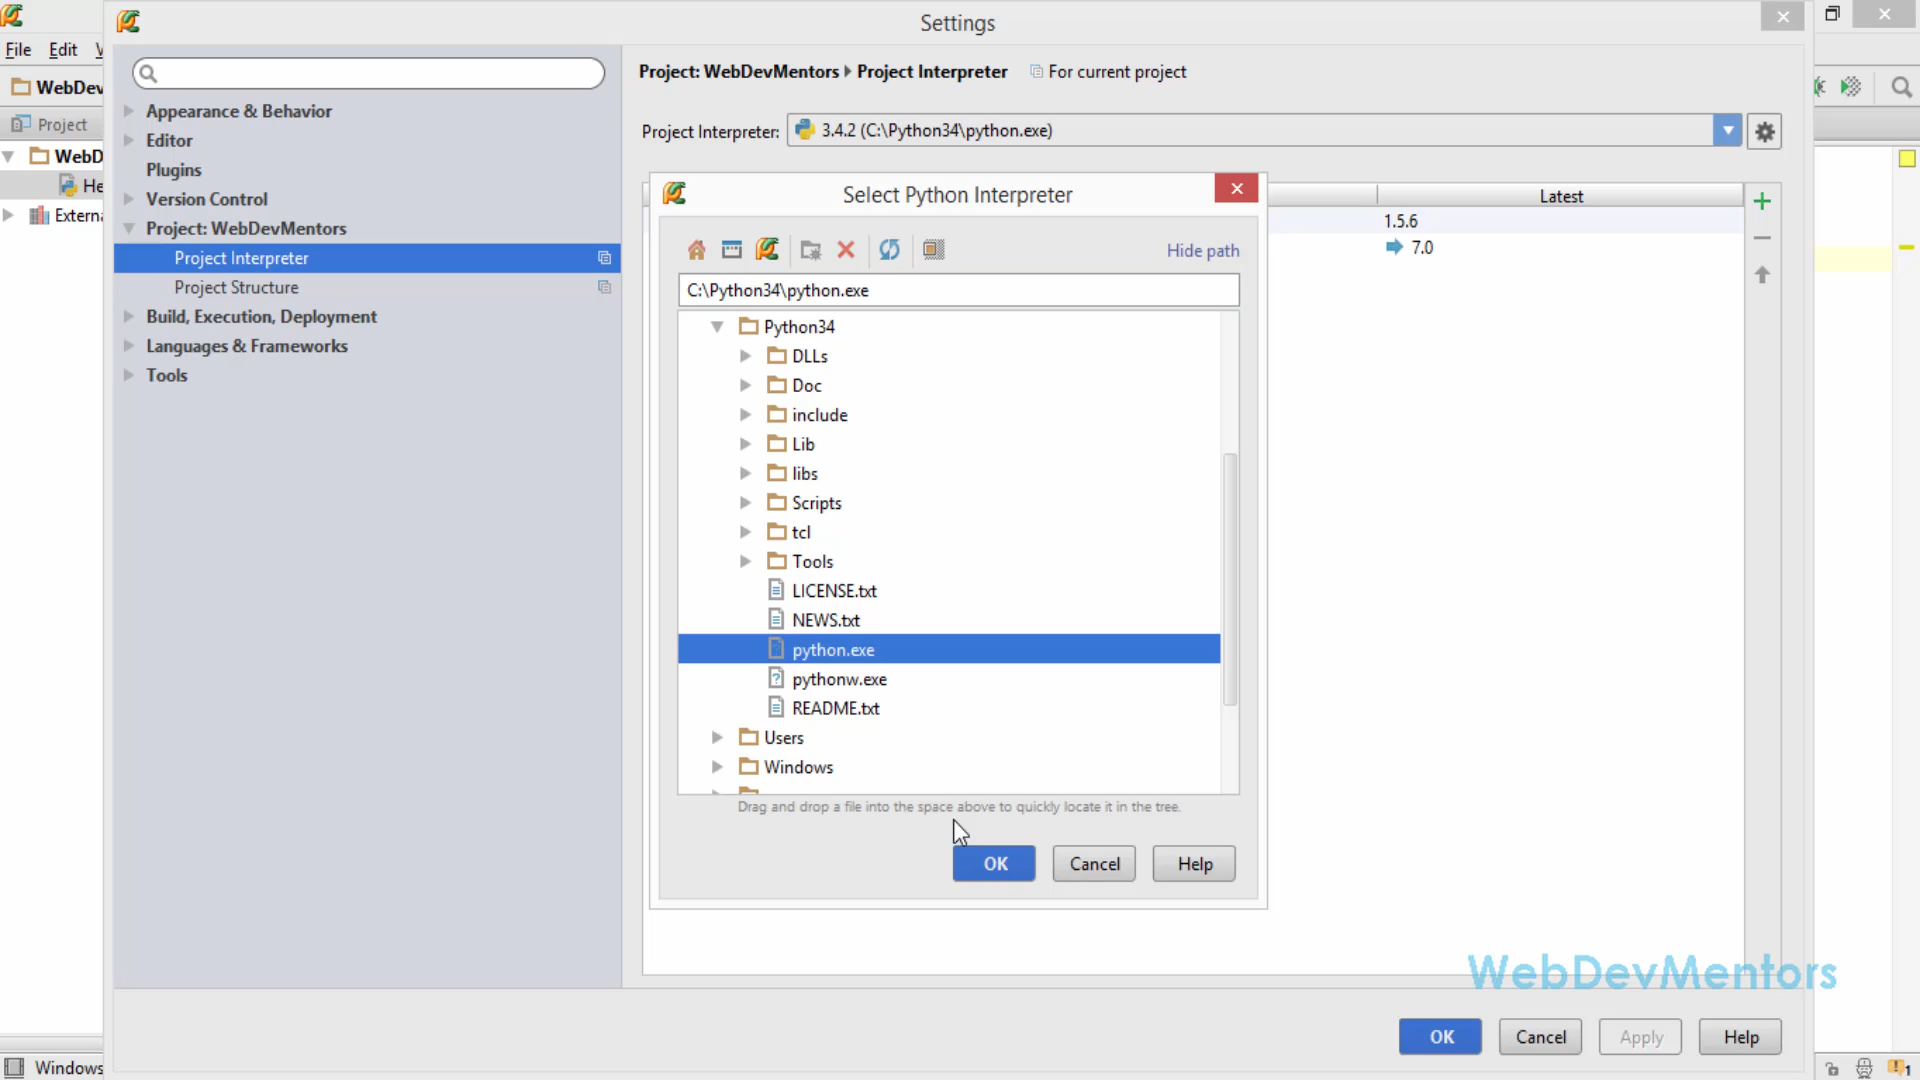 Settings
File Edit
WebDev
Project
WebD
He
Externa
Appearance & Behavior
Editor
Plugins
Version Control
Project: WebDevMentors
Project Interpreter
Project Structure
Build, Execution, Deployment
Languages & Frameworks
Tools
Project: WebDevMentors Project Interpreter For current project
Project Interpreter: 3.4.2 (C:\Python34\python.exe)
Latest
1.5.6
7.0
Select Python Interpreter
Hide path
C:\Python34\python.exe
Python34
DLLs
Doc
include
Lib
libs
Scripts
tcl
Tools
LICENSE.txt
NEWS.txt
python.exe
pythonw.exe
README.txt
Users
Windows
Drag and drop a file into the space above to quickly locate it in the tree.
OK Cancel Help
WebDevMentors
OK Cancel Apply Help
Windows
1